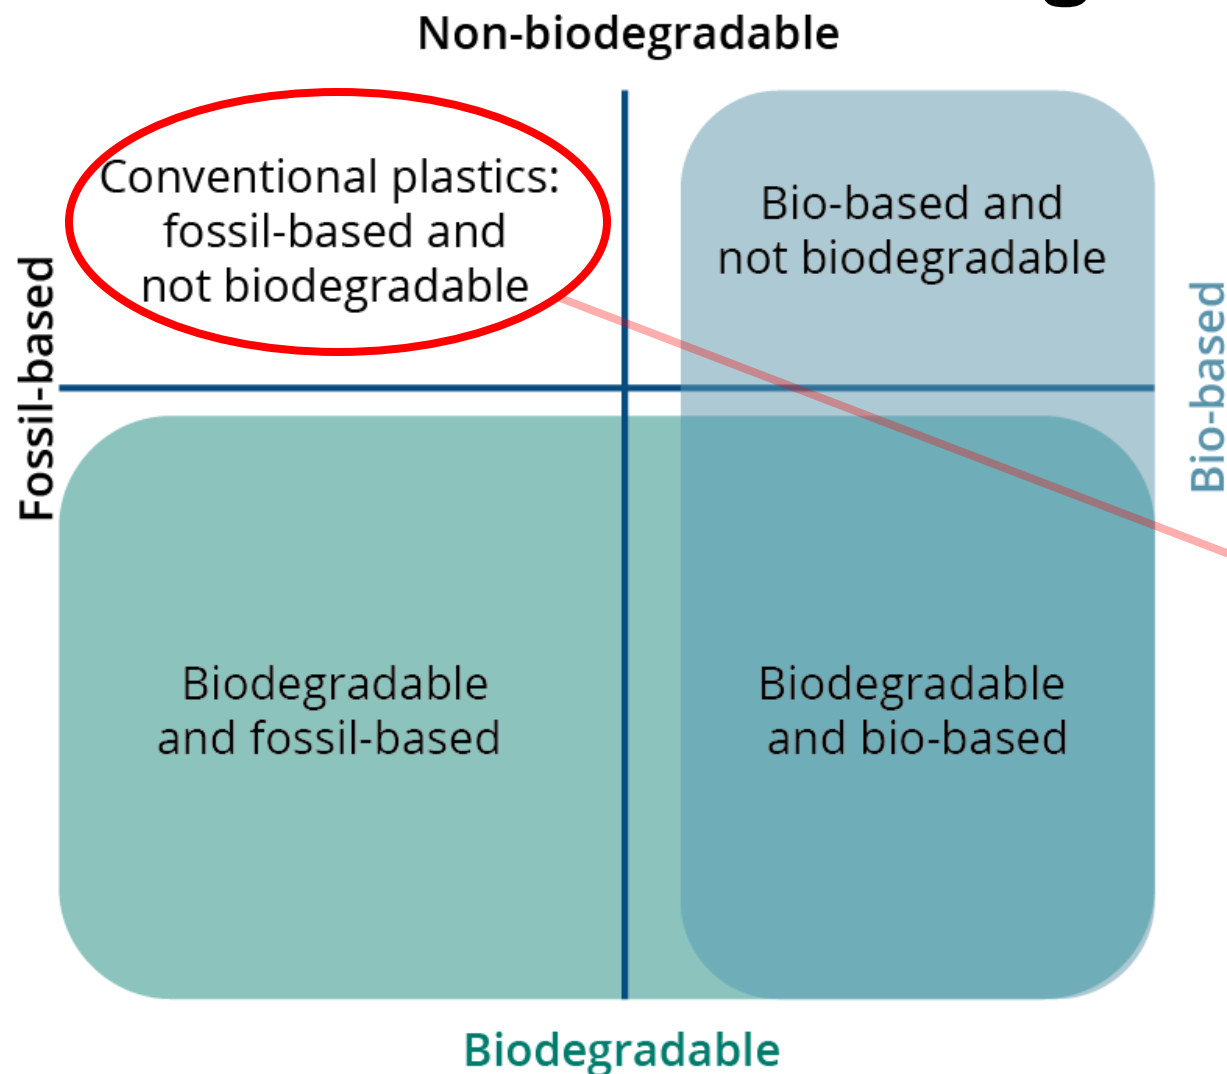 Non-biodegradable
Conventional plastics:
fossil-based and
not biodegradable
Bio-based and
not biodegradable
Fossil-based
Bio-based
Biodegradable
and fossil-based
Biodegradable
and bio-based
Biodegradable